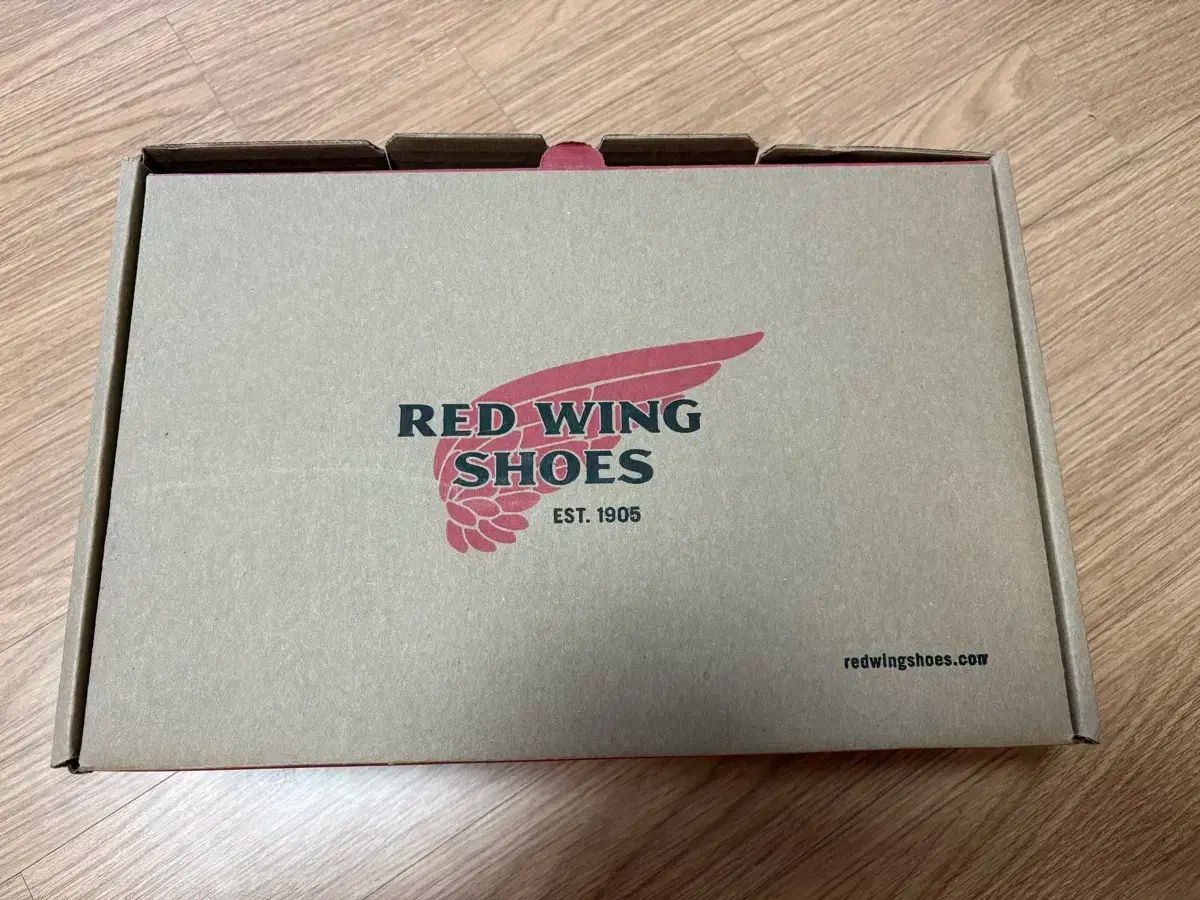 RED WING
SHOES
EST. 1905
redwingshoes.com